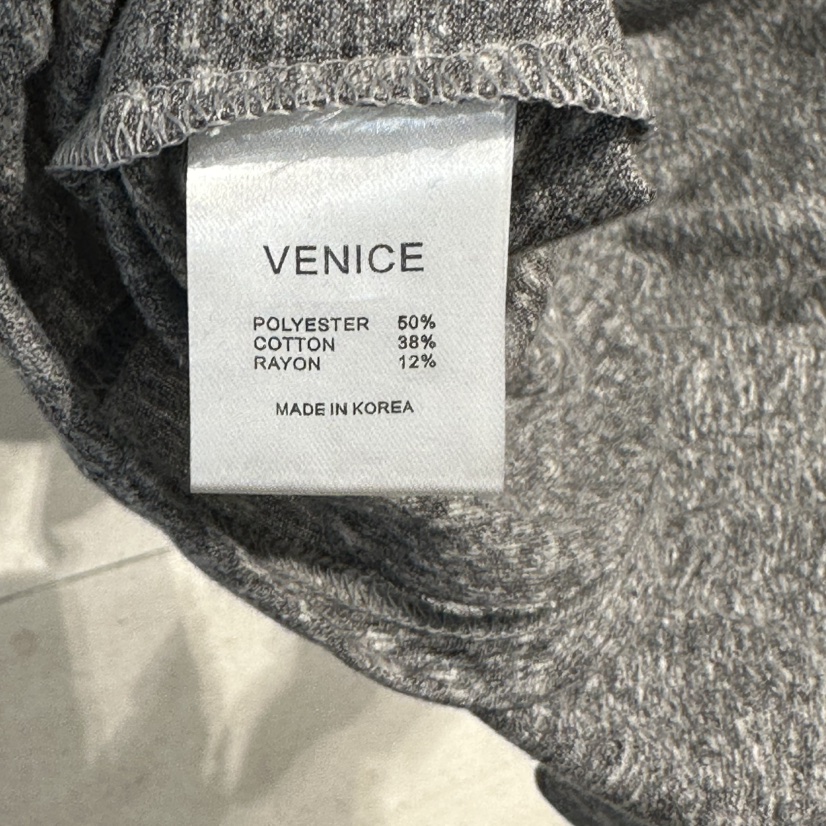 VENICE
POLYESTER 50%
COTTON 38%
RAYON 12%
MADE IN KOREA